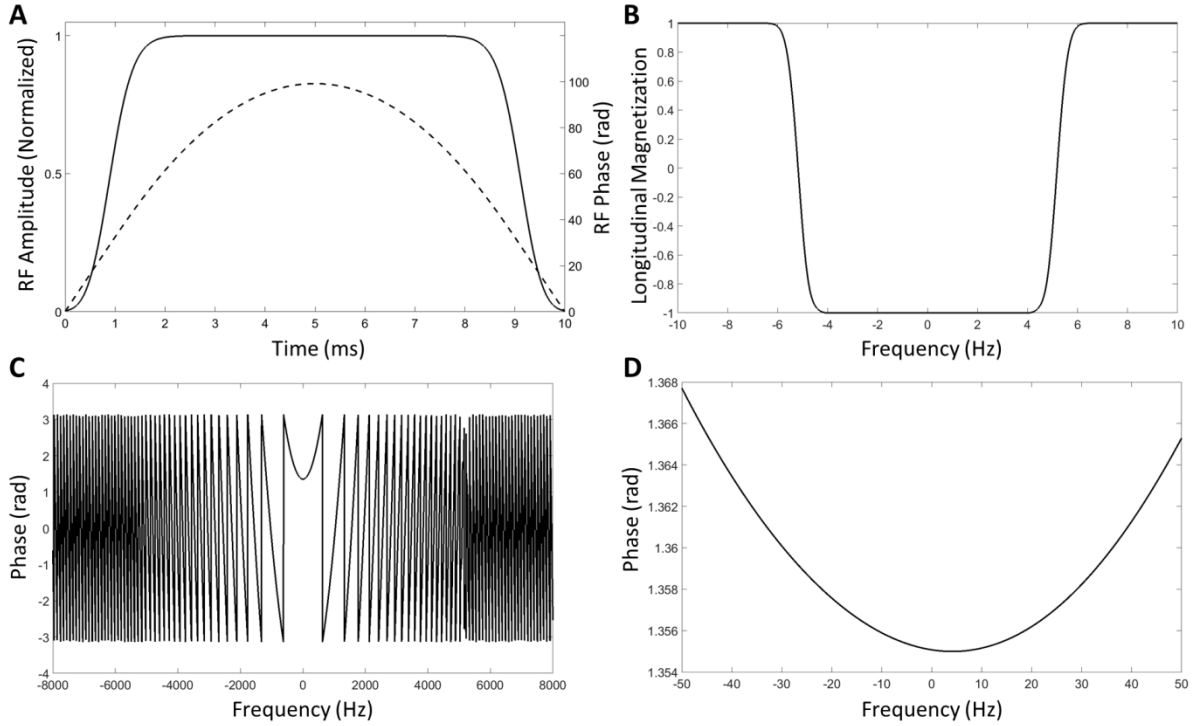 A
RF Amplitude (Normalized)
1
0.5
0
RF Phase (rad)
100
80
60
40
20
0
0 1 2 3 4 5 6 7 8 9 10
Time (ms)
B
Longitudinal Magnetization
1
0.8
0.6
0.4
0.2
0
-0.2
-0.4
-0.6
-0.8
-1
-10 -8 -6 -4 -2 0 2 4 6 8 10
Frequency (Hz)
C
Phase (rad)
4
3
2
1
0
-1
-2
-3
-4
-8000 -6000 -4000 -2000 0 2000 4000 6000 8000
Frequency (Hz)
D
Phase (rad)
1.368
1.366
1.364
1.362
1.36
1.358
1.356
1.354
-50 -40 -30 -20 -10 0 10 20 30 40 50
Frequency (Hz)